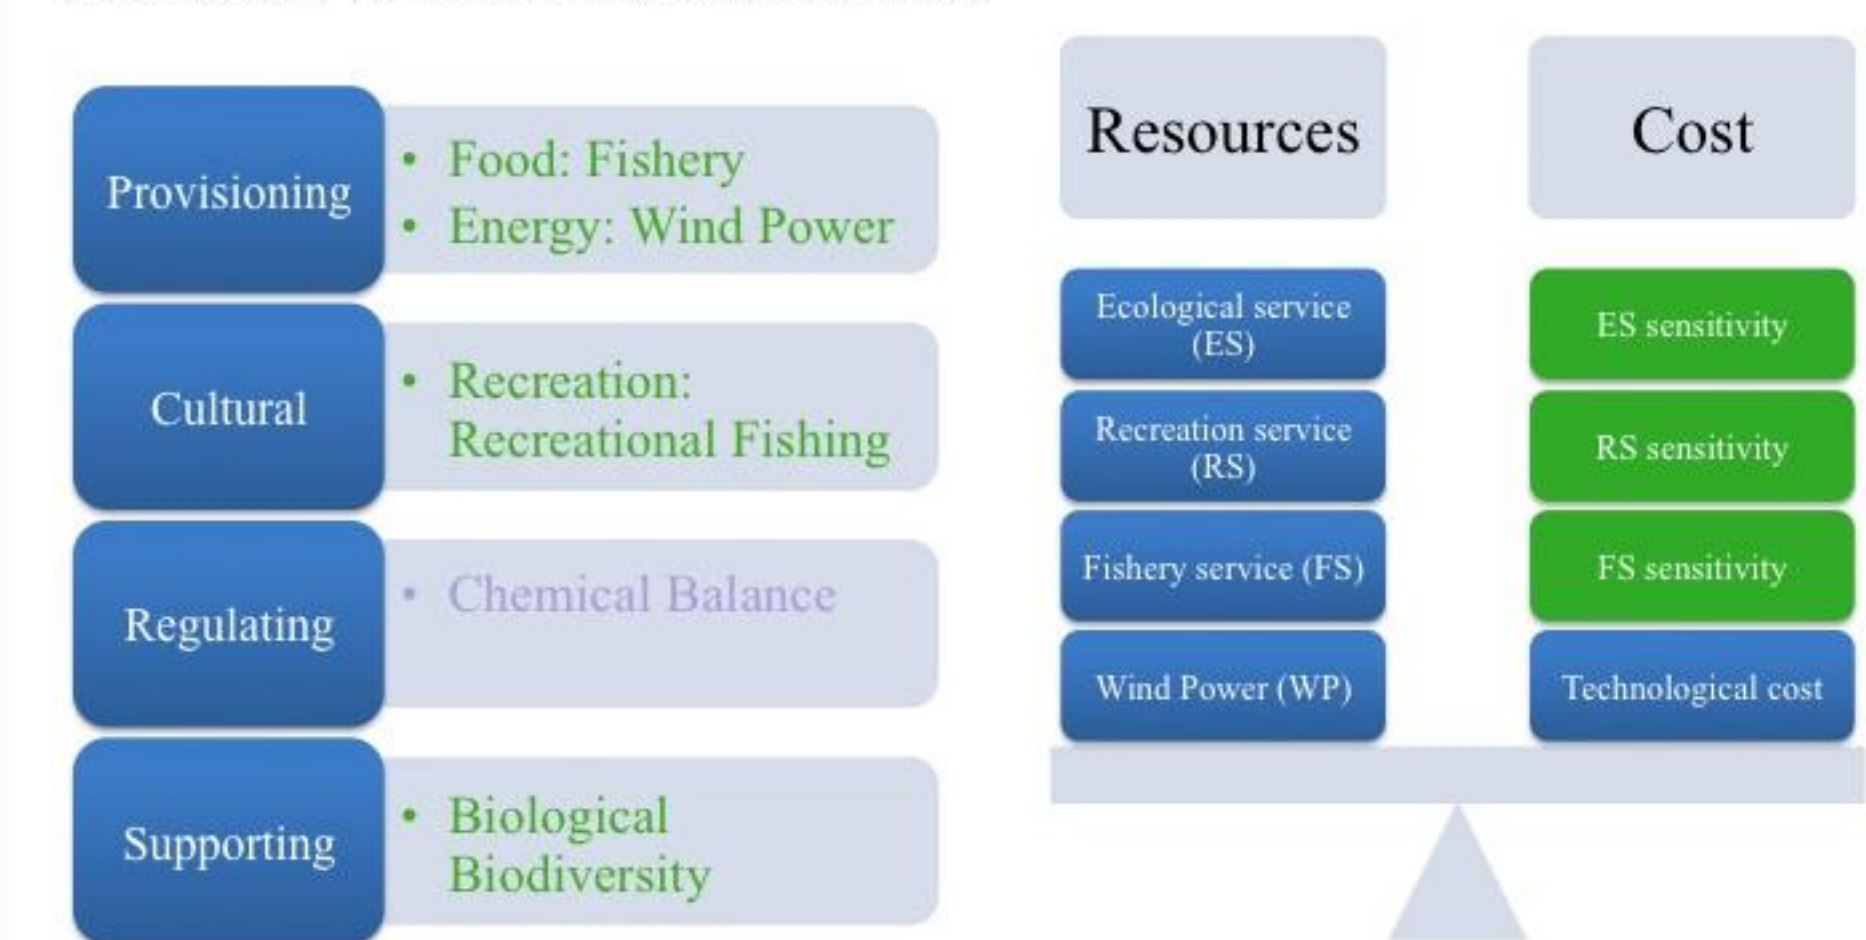 Provisioning
• Food: Fishery
• Energy: Wind Power
Cultural
• Recreation:
Recreational Fishing
Regulating
• Chemical Balance
Supporting
• Biological
Biodiversity
Resources
Ecological service
(ES)
Recreation service
(RS)
Fishery service (FS)
Wind Power (WP)
Cost
ES sensitivity
RS sensitivity
FS sensitivity
Technological cost